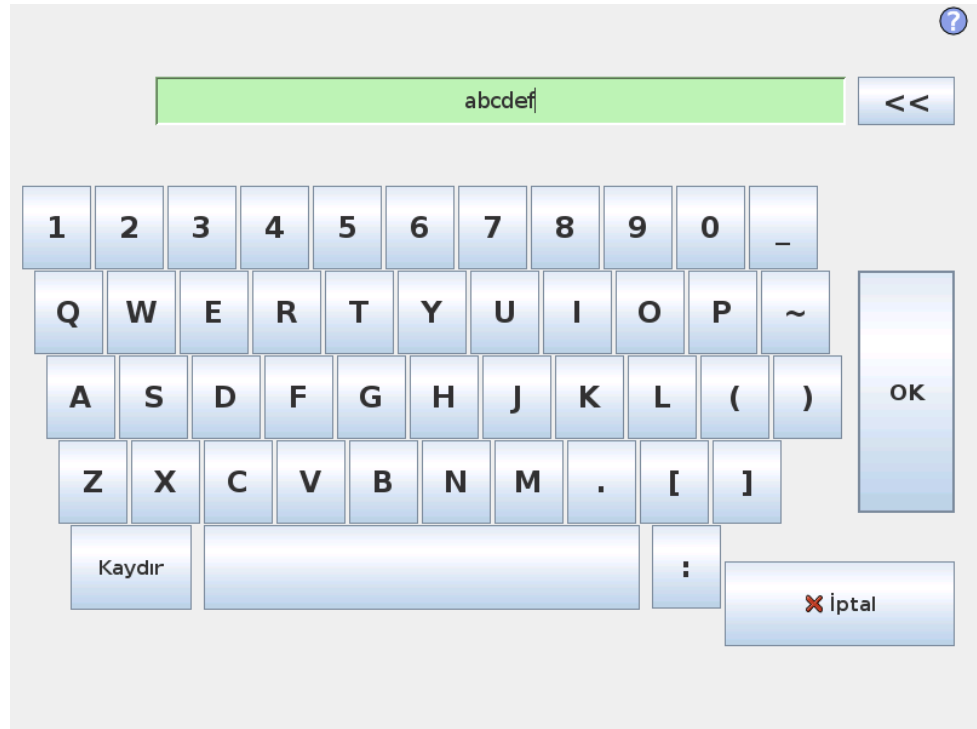 ?
abcdef
<<
1 2 3 4 5 6 7 8 9 0 _
Q W E R T Y U I O P ~
A S D F G H J K L ( )
OK
Z X C V B N M . [ ]
Kaydır :
İptal